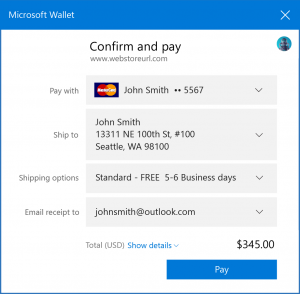 Microsoft Wallet
Confirm and pay
www.webstoreurl.com
Pay with MasterCard John Smith •• 5567
Ship to John Smith
13311 NE 100th St, #100
Seattle, WA 98100
Shipping options Standard - FREE 5-6 Business days
Email receipt to johnsmith@outlook.com
Total (USD) Show details $345.00
Pay